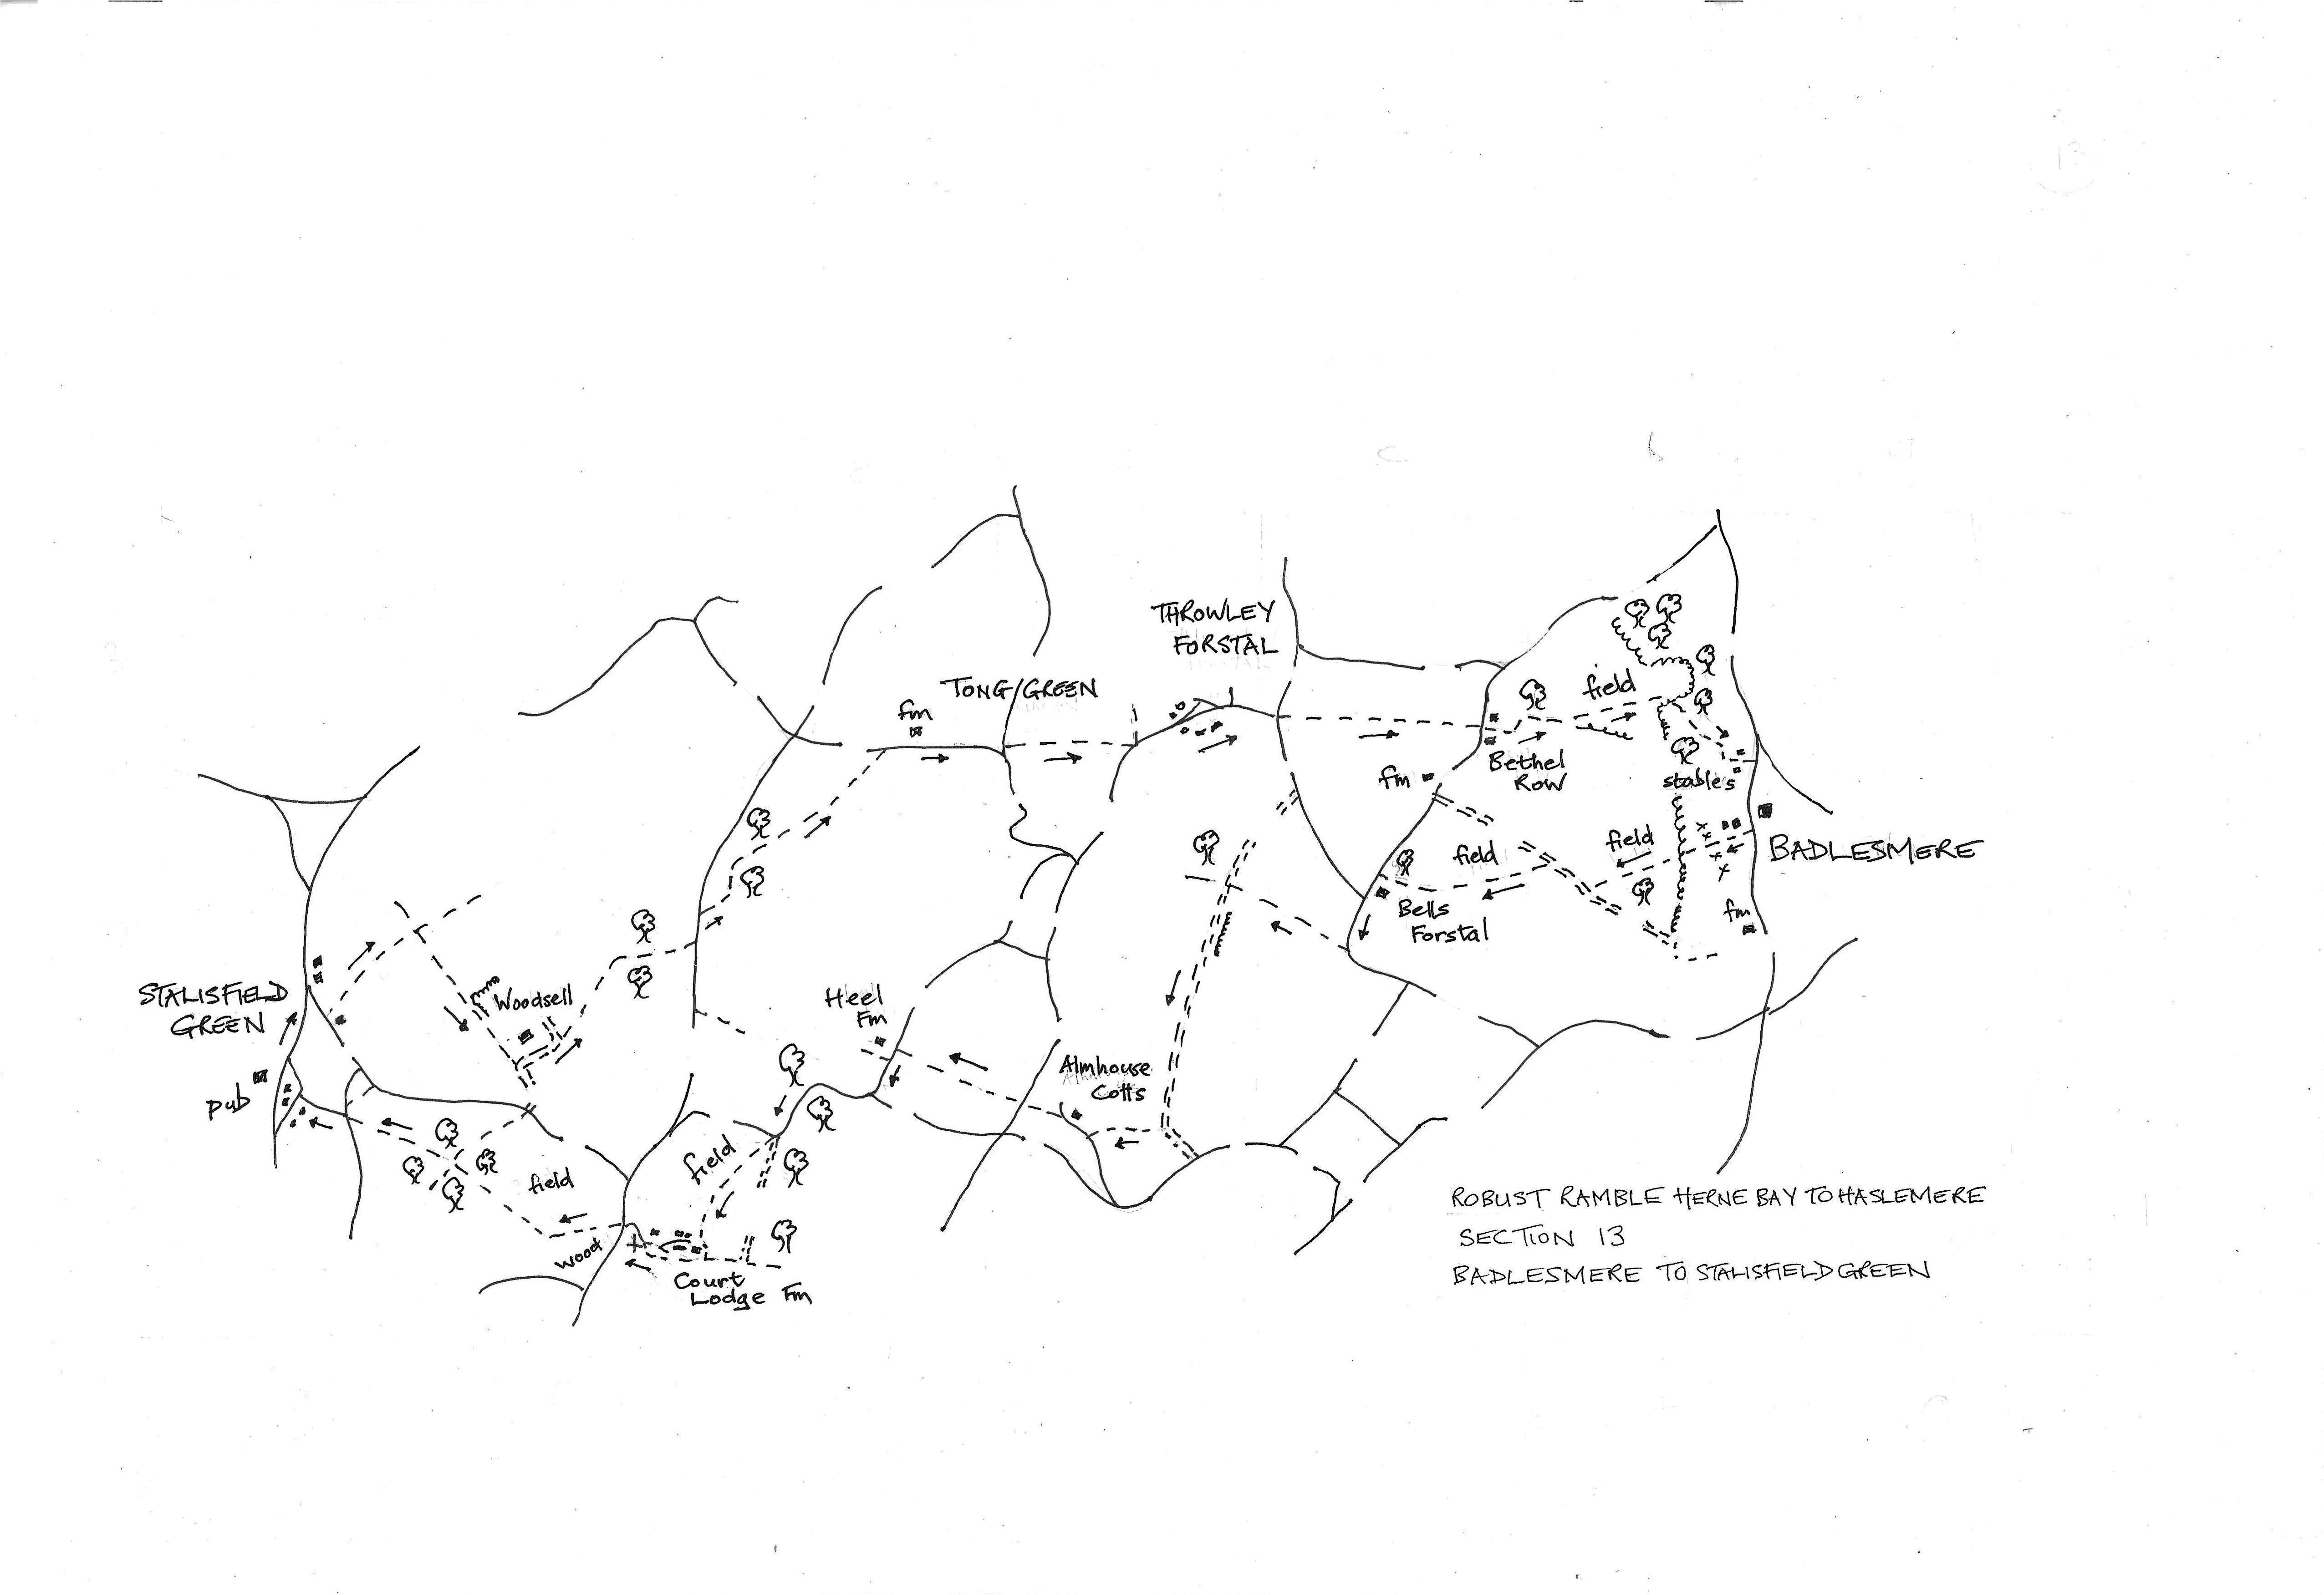 13
THROWLEY
FORSTAL
TONG GREEN
fm
field
Bethel
Row
fm
stables
field
field
BADLESMERE
Bells
Forstal
fm
STALISFIELD
GREEN
Woodsell
Heel
Fm
Almhouse
Cotts
pub
field
field
wood
Court
Lodge Fm
ROBUST RAMBLE HERNE BAY TO HASLEMERE
SECTION 13
BADLESMERE TO STALISFIELD GREEN